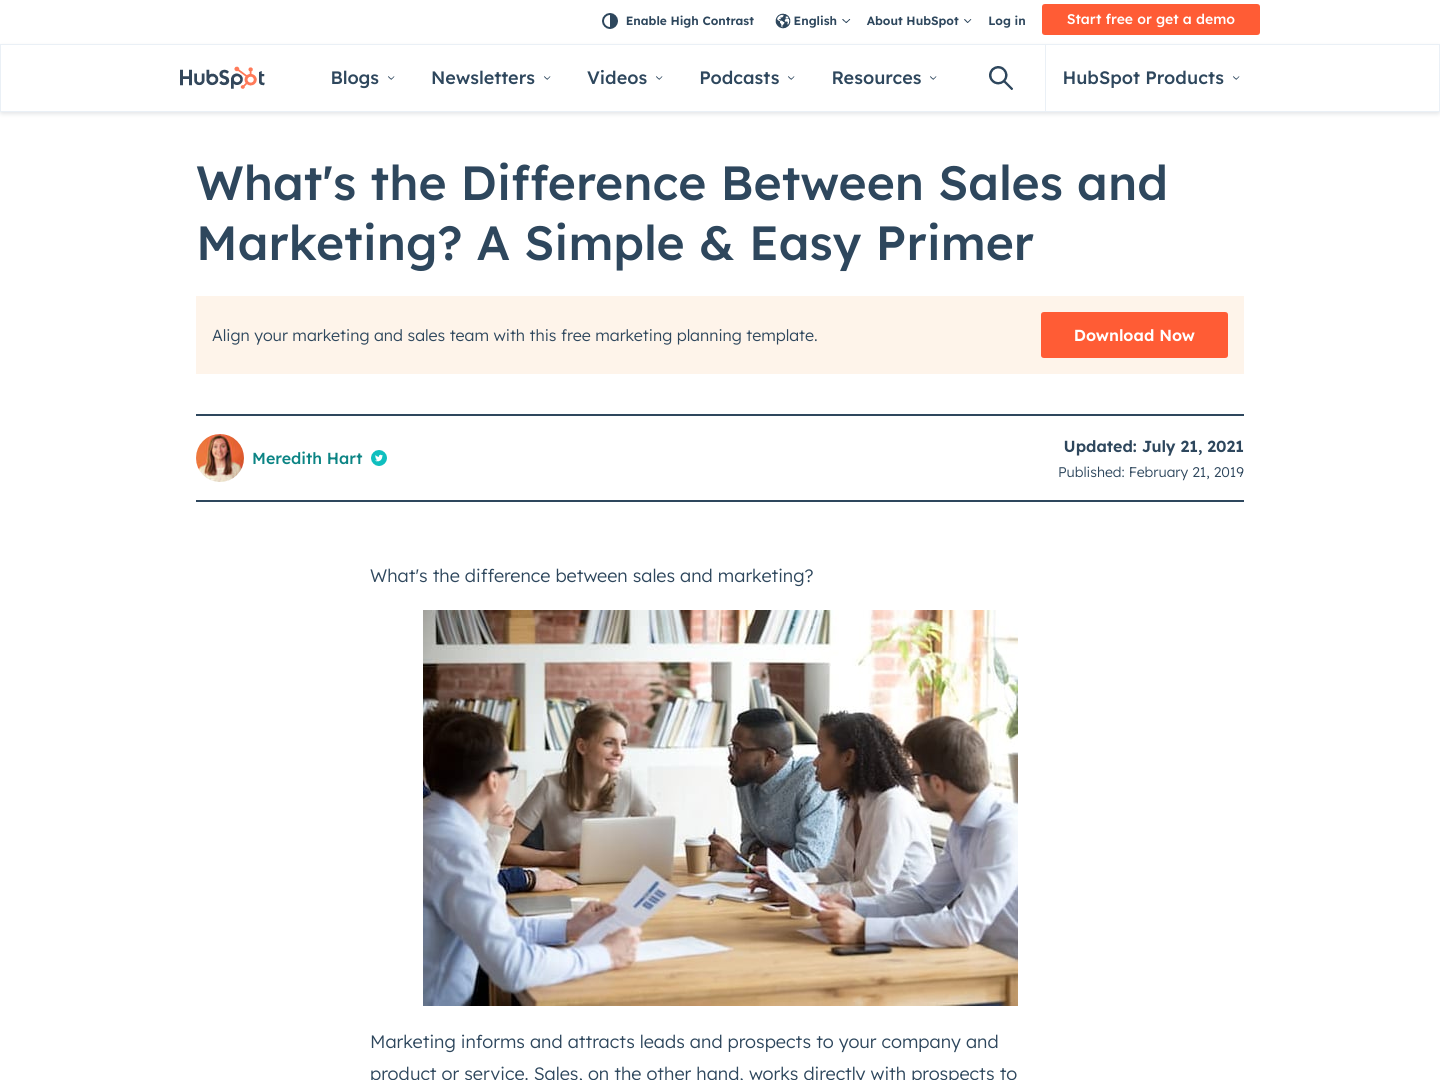 Enable High Contrast English About HubSpot Log in Start free or get a demo
HubSpot Blogs Newsletters Videos Podcasts Resources HubSpot Products
What's the Difference Between Sales and
Marketing? A Simple & Easy Primer
Align your marketing and sales team with this free marketing planning template. Download Now
Meredith Hart
Updated: July 21, 2021
Published: February 21, 2019
What's the difference between sales and marketing?
Marketing informs and attracts leads and prospects to your company and
product or service. Sales, on the other hand, works directly with prospects to